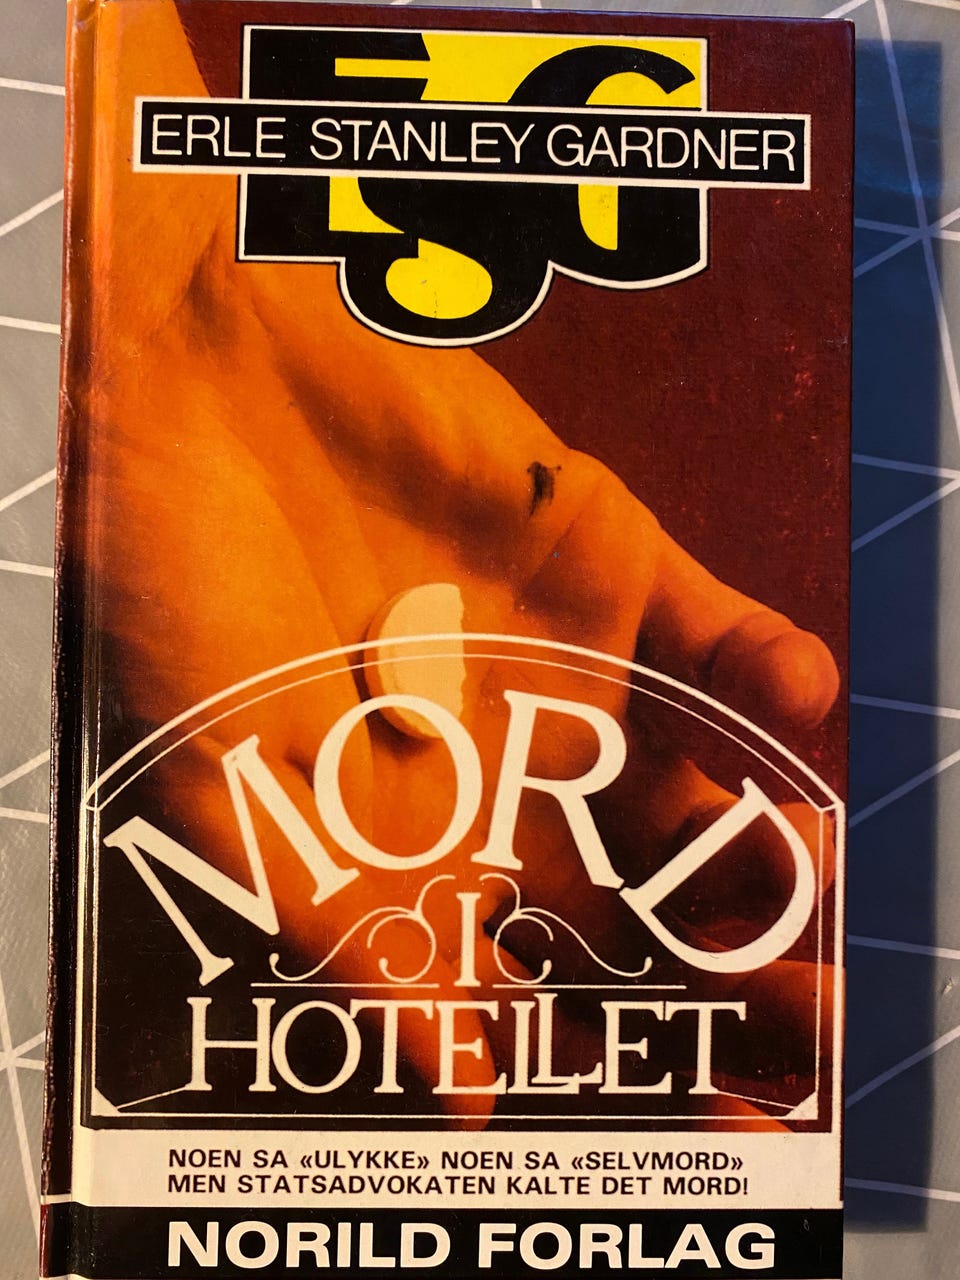 ESG
ERLE STANLEY GARDNER
MORD
I
HOTELLET
NOEN SA «ULYKKE» NOEN SA «SELVMORD»
MEN STATSADVOKATEN KALTE DET MORD!
NORILD FORLAG